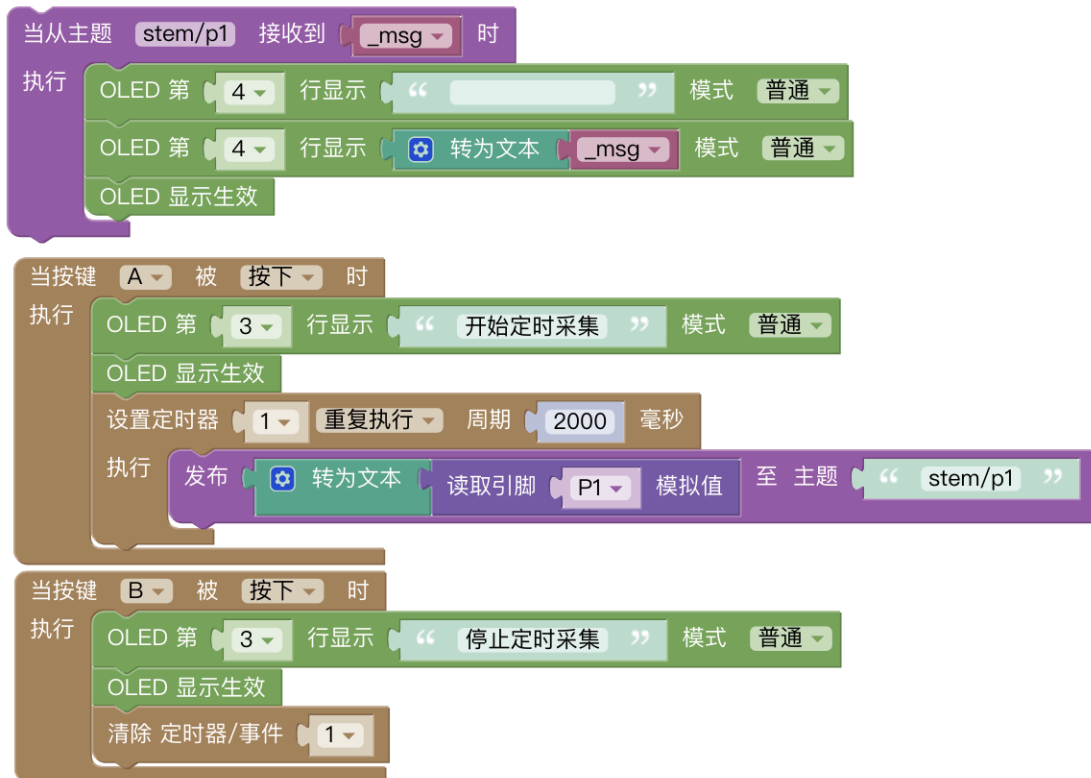 当从主题 stem/p1 接收到 _msg 时
执行 OLED 第 4 行显示 “ ” 模式 普通
OLED 第 4 行显示 转为文本 _msg 模式 普通
OLED 显示生效
当按键 A 被 按下 时
执行 OLED 第 3 行显示 “ 开始定时采集 ” 模式 普通
OLED 显示生效
设置定时器 1 重复执行 周期 2000 毫秒
执行 发布 转为文本 读取引脚 P1 模拟值 至 主题 “ stem/p1 ”
当按键 B 被 按下 时
执行 OLED 第 3 行显示 “ 停止定时采集 ” 模式 普通
OLED 显示生效
清除 定时器/事件 1